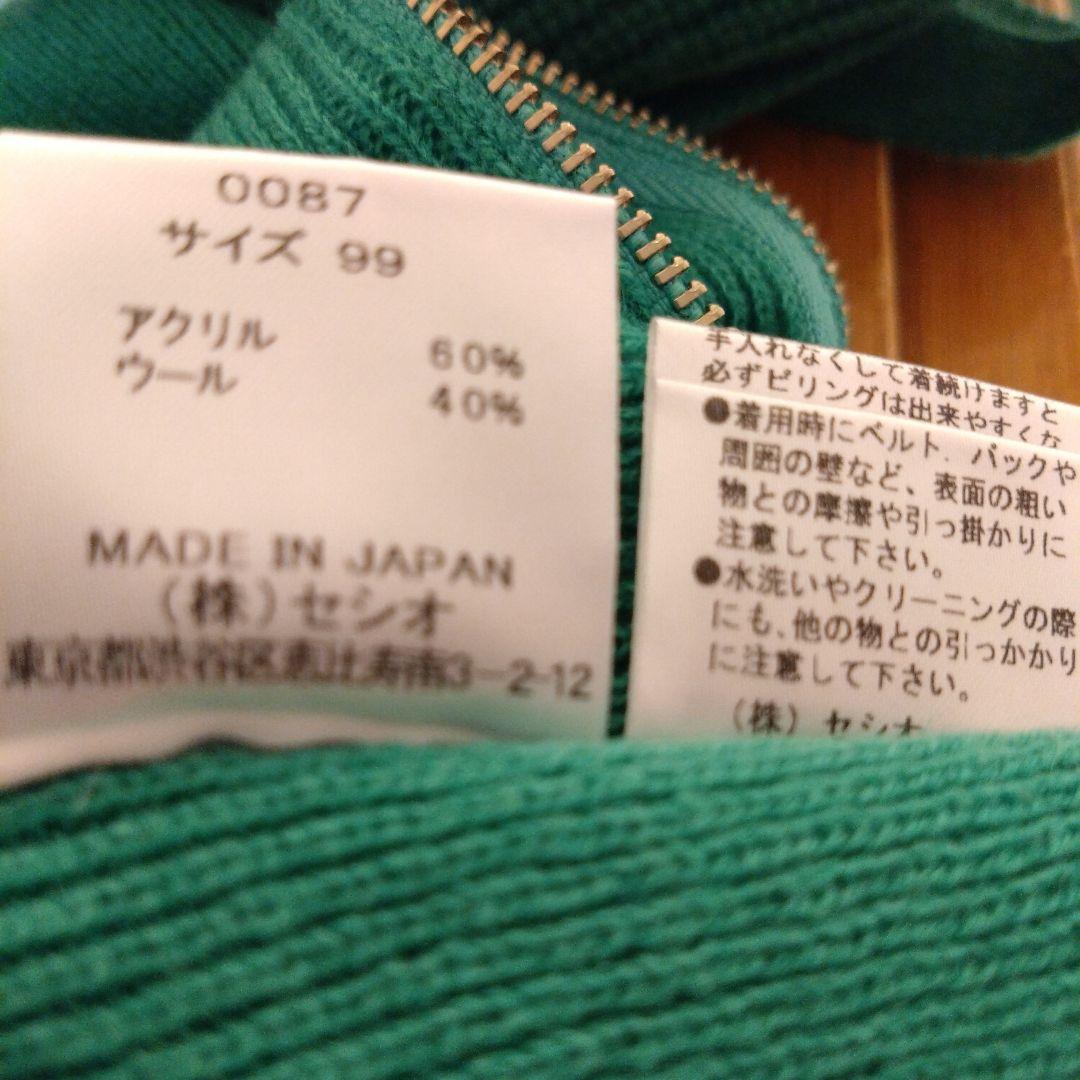 0087
サイズ 99
アクリル 60%
ウール 40%
MADE IN JAPAN
(株)セシオ
東京都渋谷区恵比寿南3-2-12
手入れなくして着続けますと
必ずピリングは出来やすくな
●着用時にベルト、バックや
周囲の壁など、表面の粗い
物との摩擦や引っ掛かりに
注意して下さい。
●水洗いやクリーニングの際
にも、他の物との引っかかり
に注意して下さい。
(株)セシオ